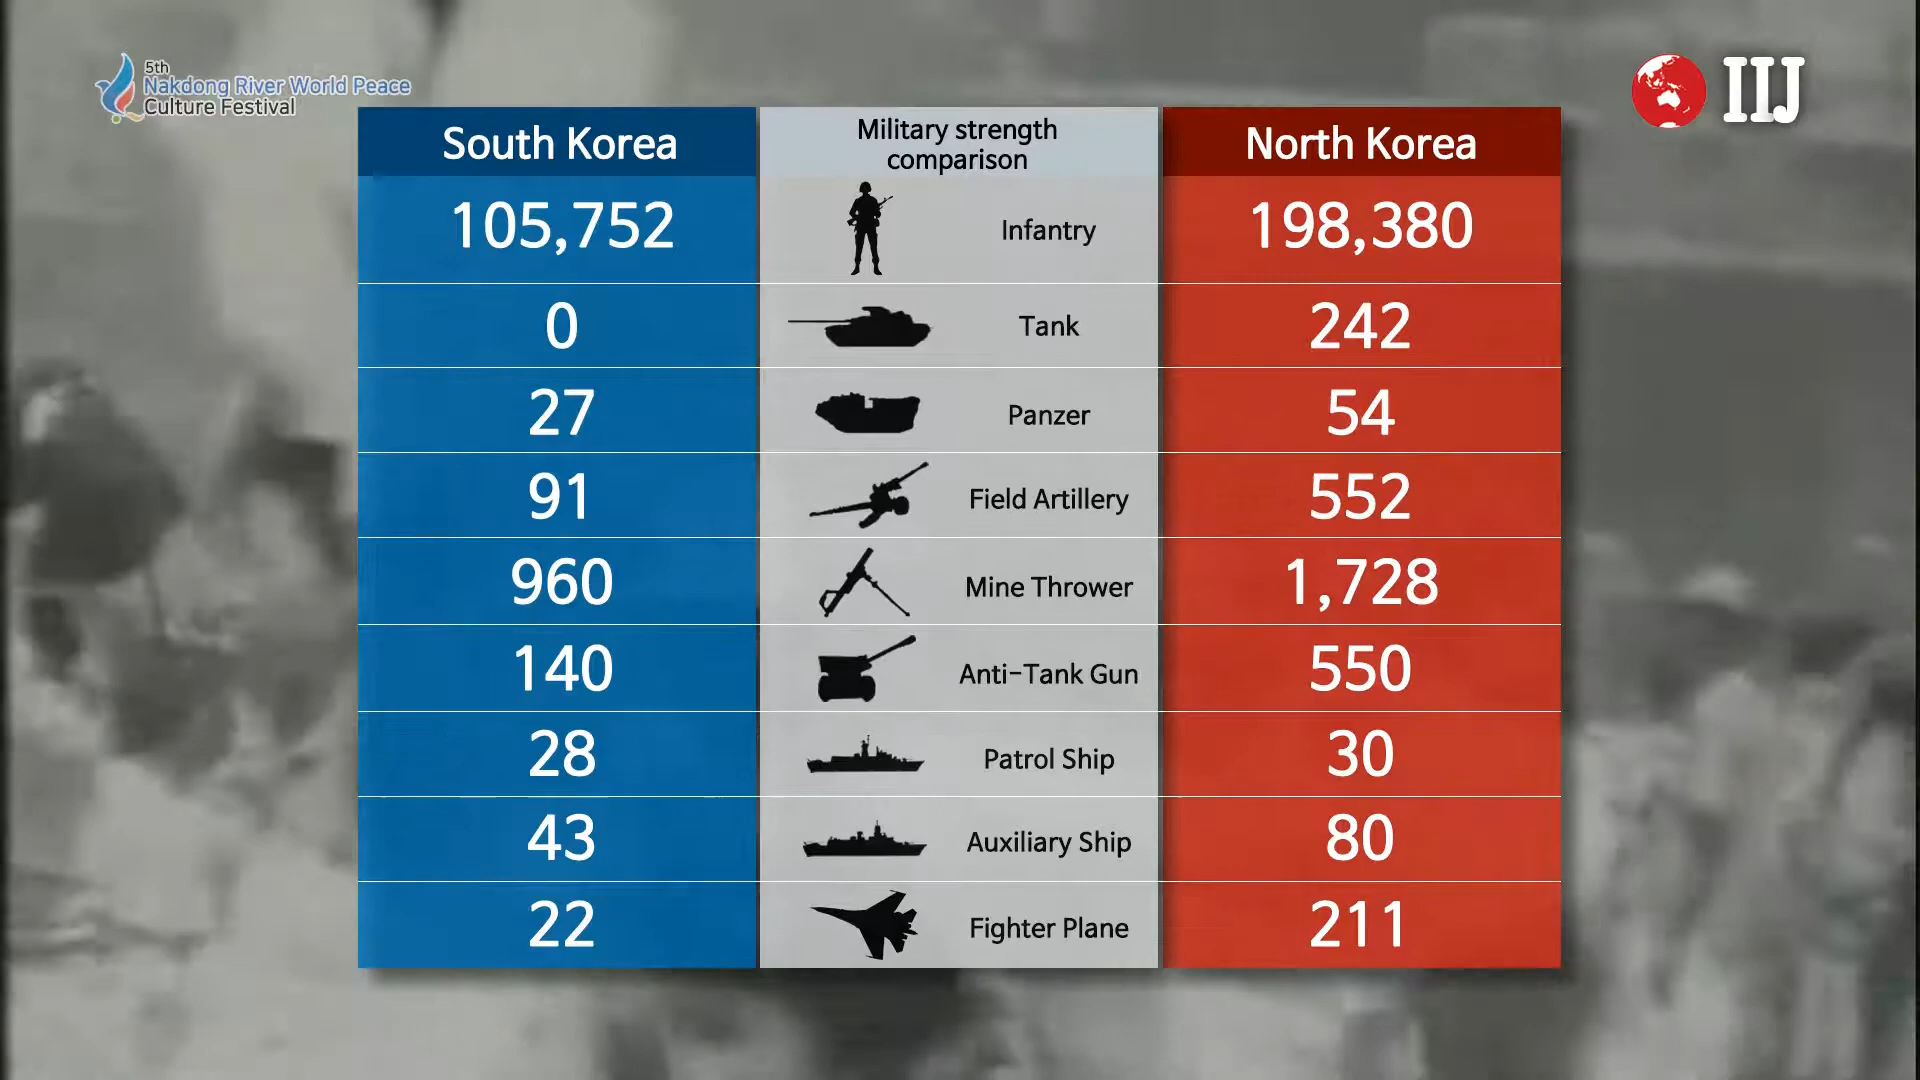 5th
Nakdong River World Peace
Culture Festival
IIJ
South Korea
Military strength
comparison
North Korea
105,752
Infantry
198,380
0
Tank
242
27
Panzer
54
91
Field Artillery
552
960
Mine Thrower
1,728
140
Anti-Tank Gun
550
28
Patrol Ship
30
43
Auxiliary Ship
80
22
Fighter Plane
211